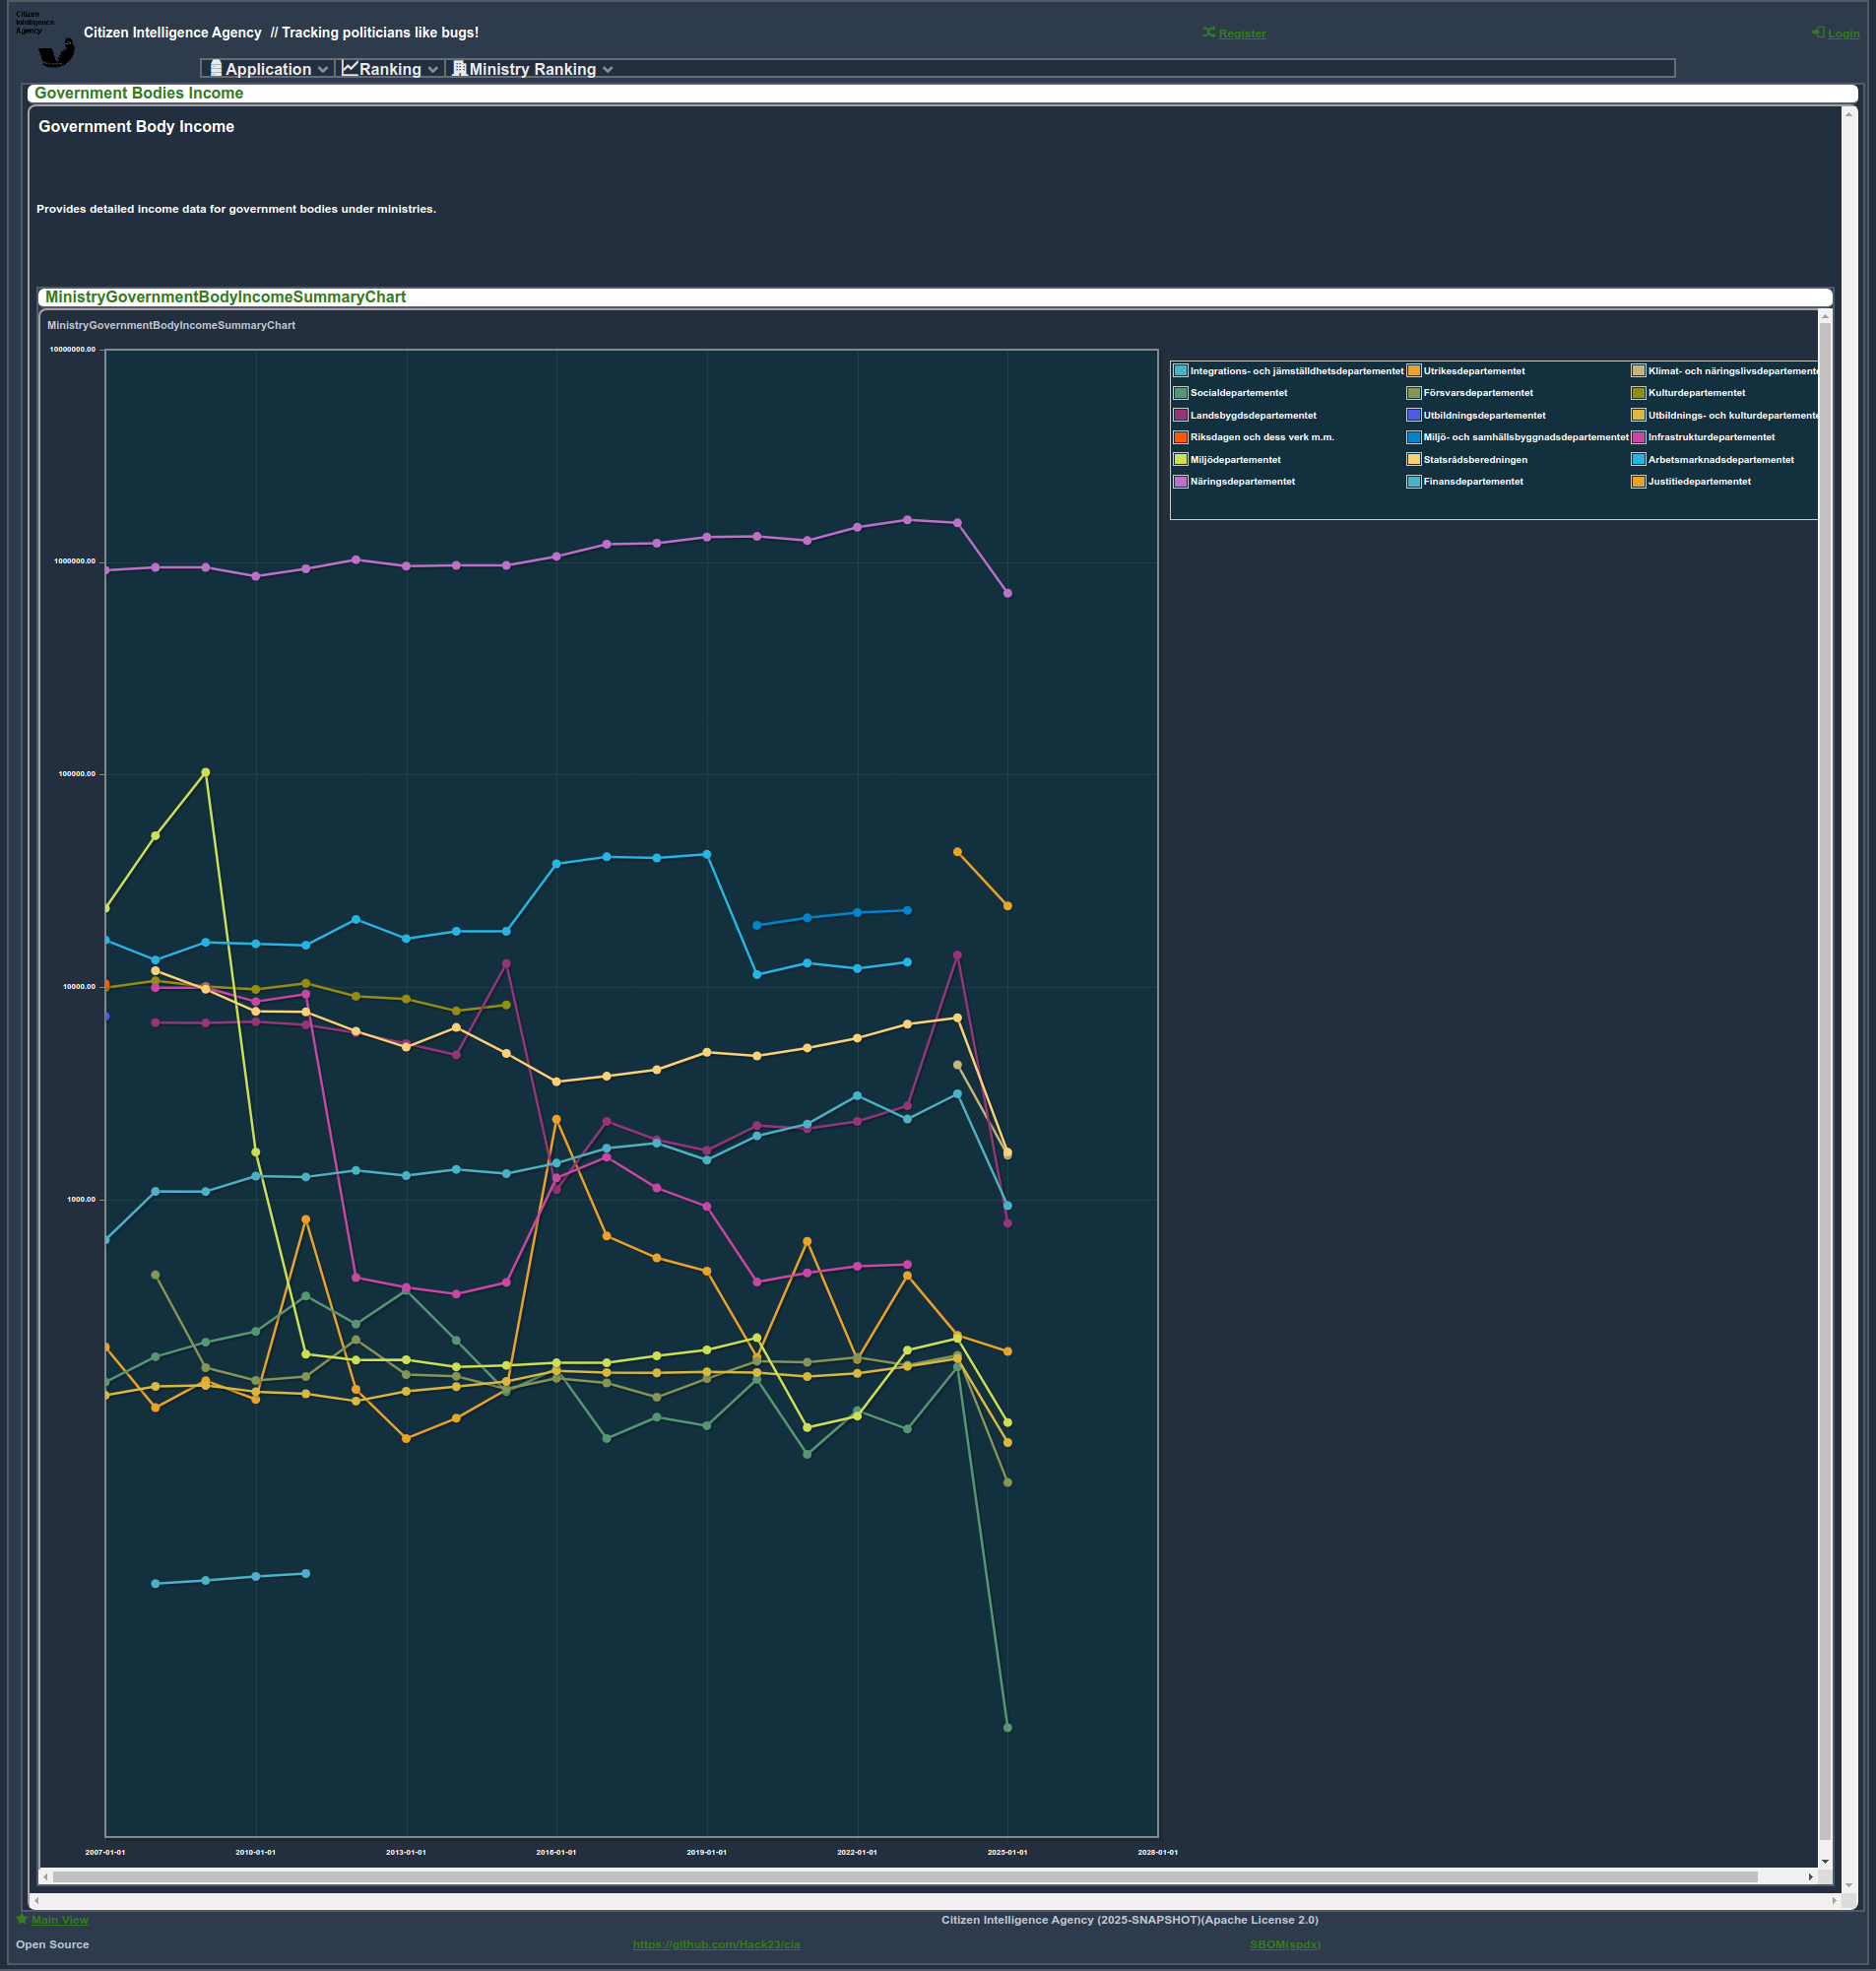 Citizen
Intelligence
Agency
Citizen Intelligence Agency // Tracking politicians like bugs!
Register
Login
Application
Ranking
Ministry Ranking
Government Bodies Income
Government Body Income
Provides detailed income data for government bodies under ministries.
MinistryGovernmentBodyIncomeSummaryChart
MinistryGovernmentBodyIncomeSummaryChart
10000000.00
1000000.00
100000.00
10000.00
1000.00
Integrations- och jämställdhetsdepartementet
Utrikesdepartementet
Klimat- och näringslivsdepartemente
Socialdepartementet
Försvarsdepartementet
Kulturdepartementet
Landsbygdsdepartementet
Utbildningsdepartementet
Utbildnings- och kulturdepartemente
Riksdagen och dess verk m.m.
Miljö- och samhällsbyggnadsdepartementet
Infrastrukturdepartementet
Miljödepartementet
Statsrådsberedningen
Arbetsmarknadsdepartementet
Näringsdepartementet
Finansdepartementet
Justitiedepartementet
2007-01-01
2010-01-01
2013-01-01
2016-01-01
2019-01-01
2022-01-01
2025-01-01
2028-01-01
Main View
Citizen Intelligence Agency (2025-SNAPSHOT)(Apache License 2.0)
Open Source
https://github.com/Hack23/cia
SBOM(spdx)